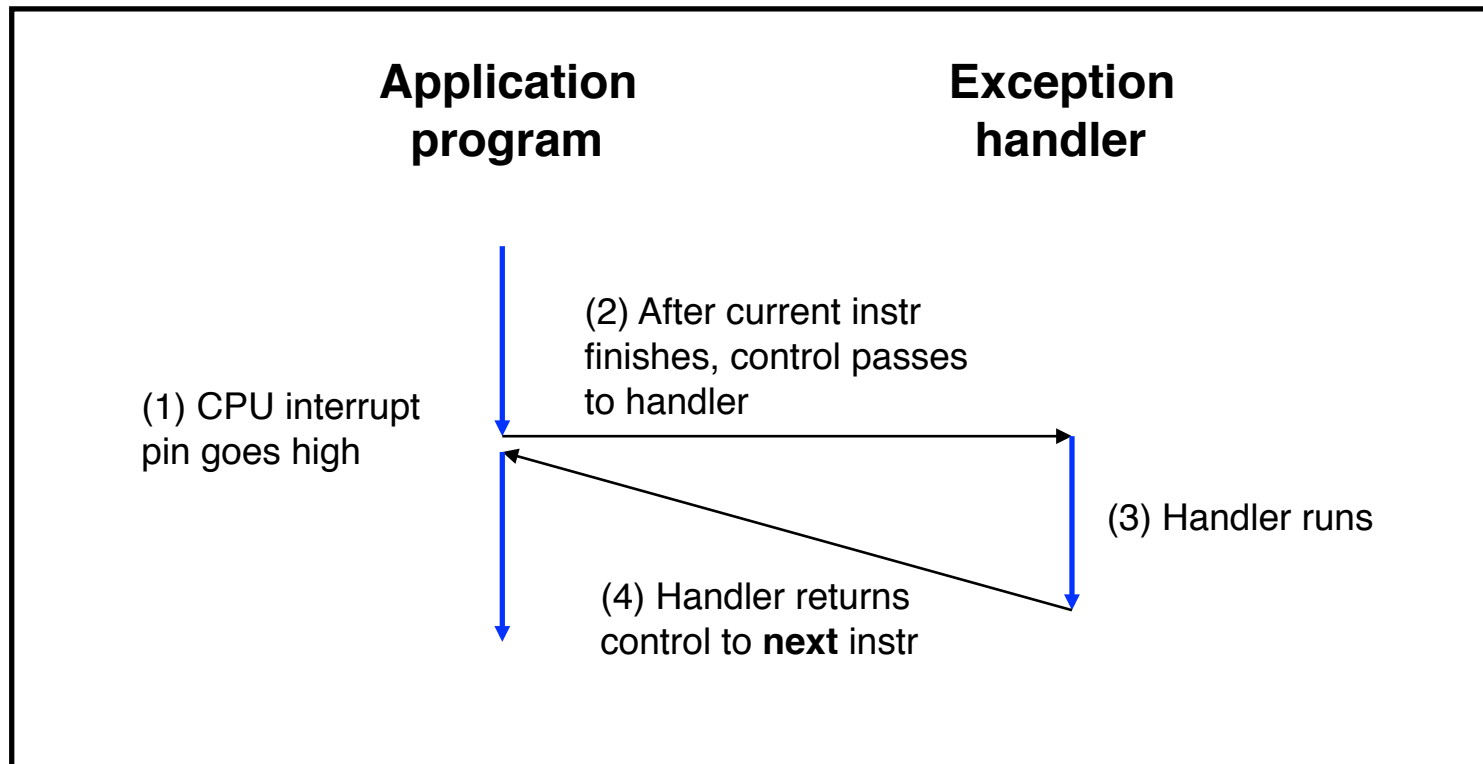 Application
program
Exception
handler
(2) After current instr
finishes, control passes
to handler
(1) CPU interrupt
pin goes high
(3) Handler runs
(4) Handler returns
control to next instr